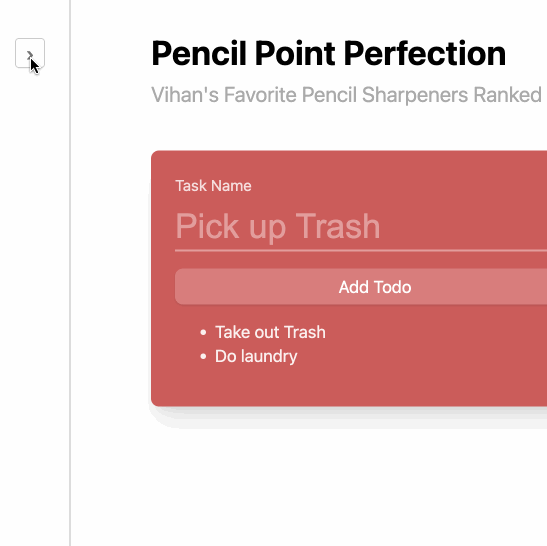 Pencil Point Perfection
Vihan's Favorite Pencil Sharpeners Ranked
Task Name
Pick up Trash
Add Todo
• Take out Trash
• Do laundry